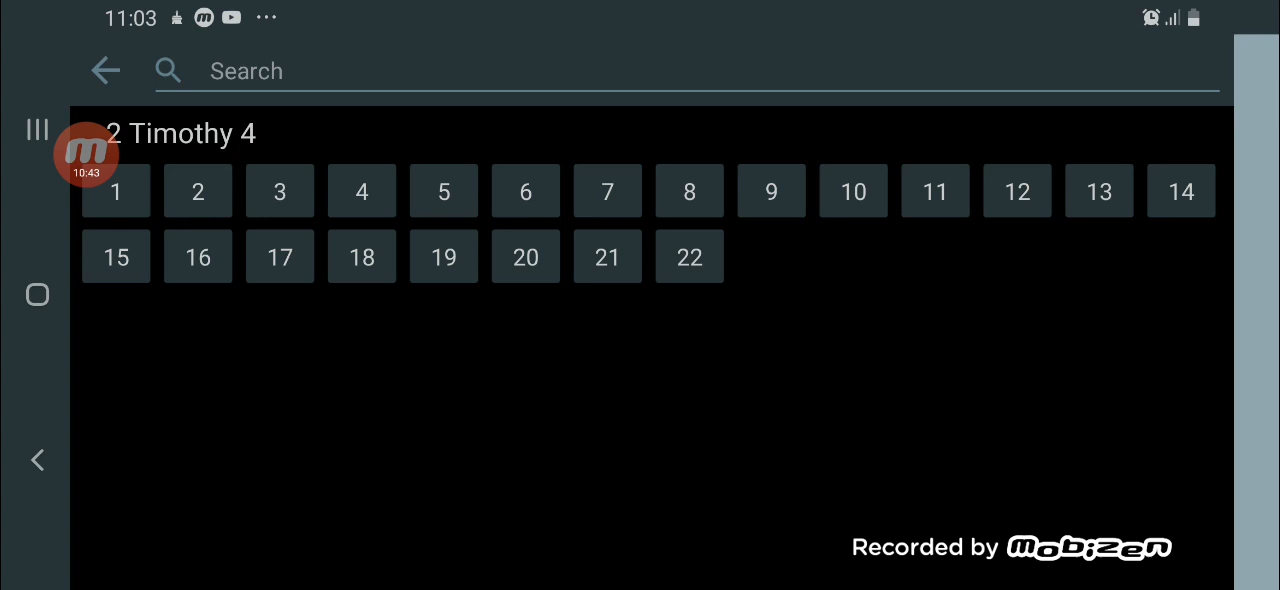 11:03
Search
2 Timothy 4
10:43
1 2 3 4 5 6 7 8 9 10 11 12 13 14
15 16 17 18 19 20 21 22
Recorded by mobizen